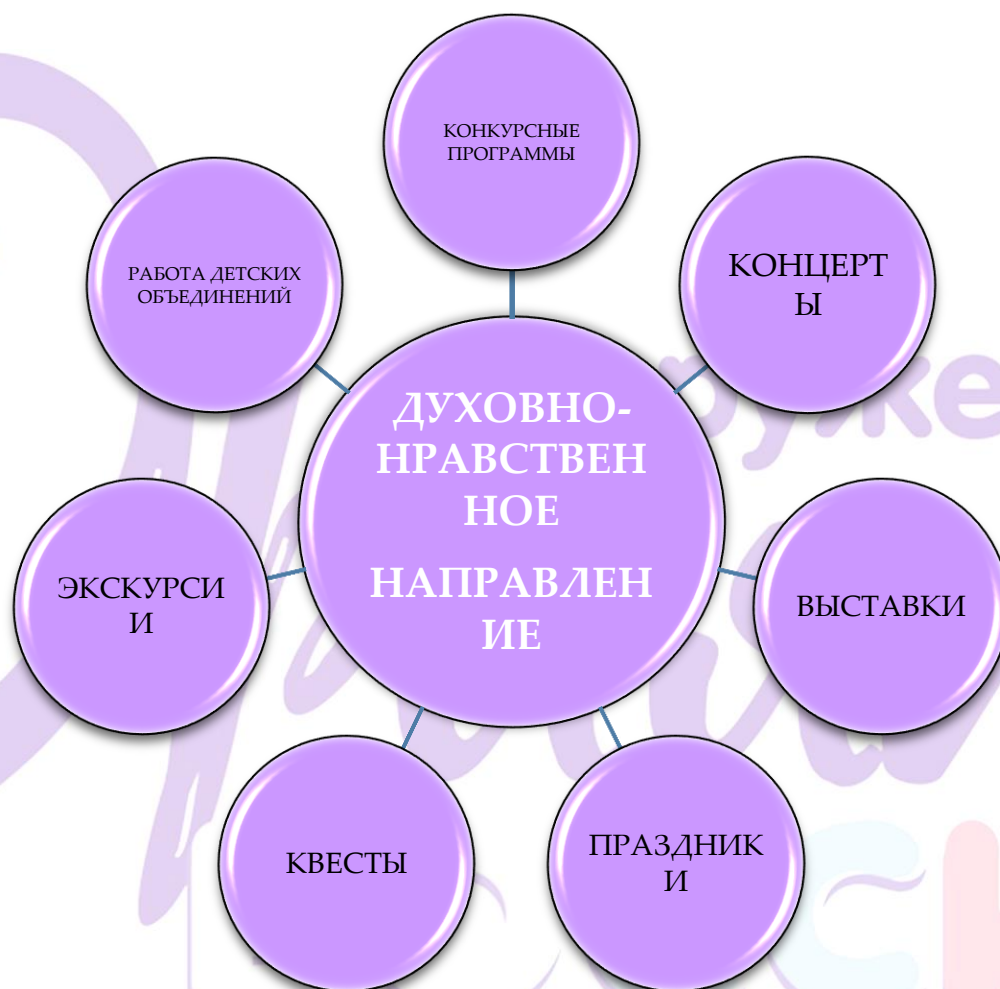 КОНКУРСНЫЕ
ПРОГРАММЫ
КОНЦЕРТ
Ы
ВЫСТАВКИ
ПРАЗДНИК
И
КВЕСТЫ
ЭКСКУРСИ
И
РАБОТА ДЕТСКИХ
ОБЪЕДИНЕНИЙ
ДУХОВНО-
НРАВСТВЕН
НОЕ
НАПРАВЛЕН
ИЕ